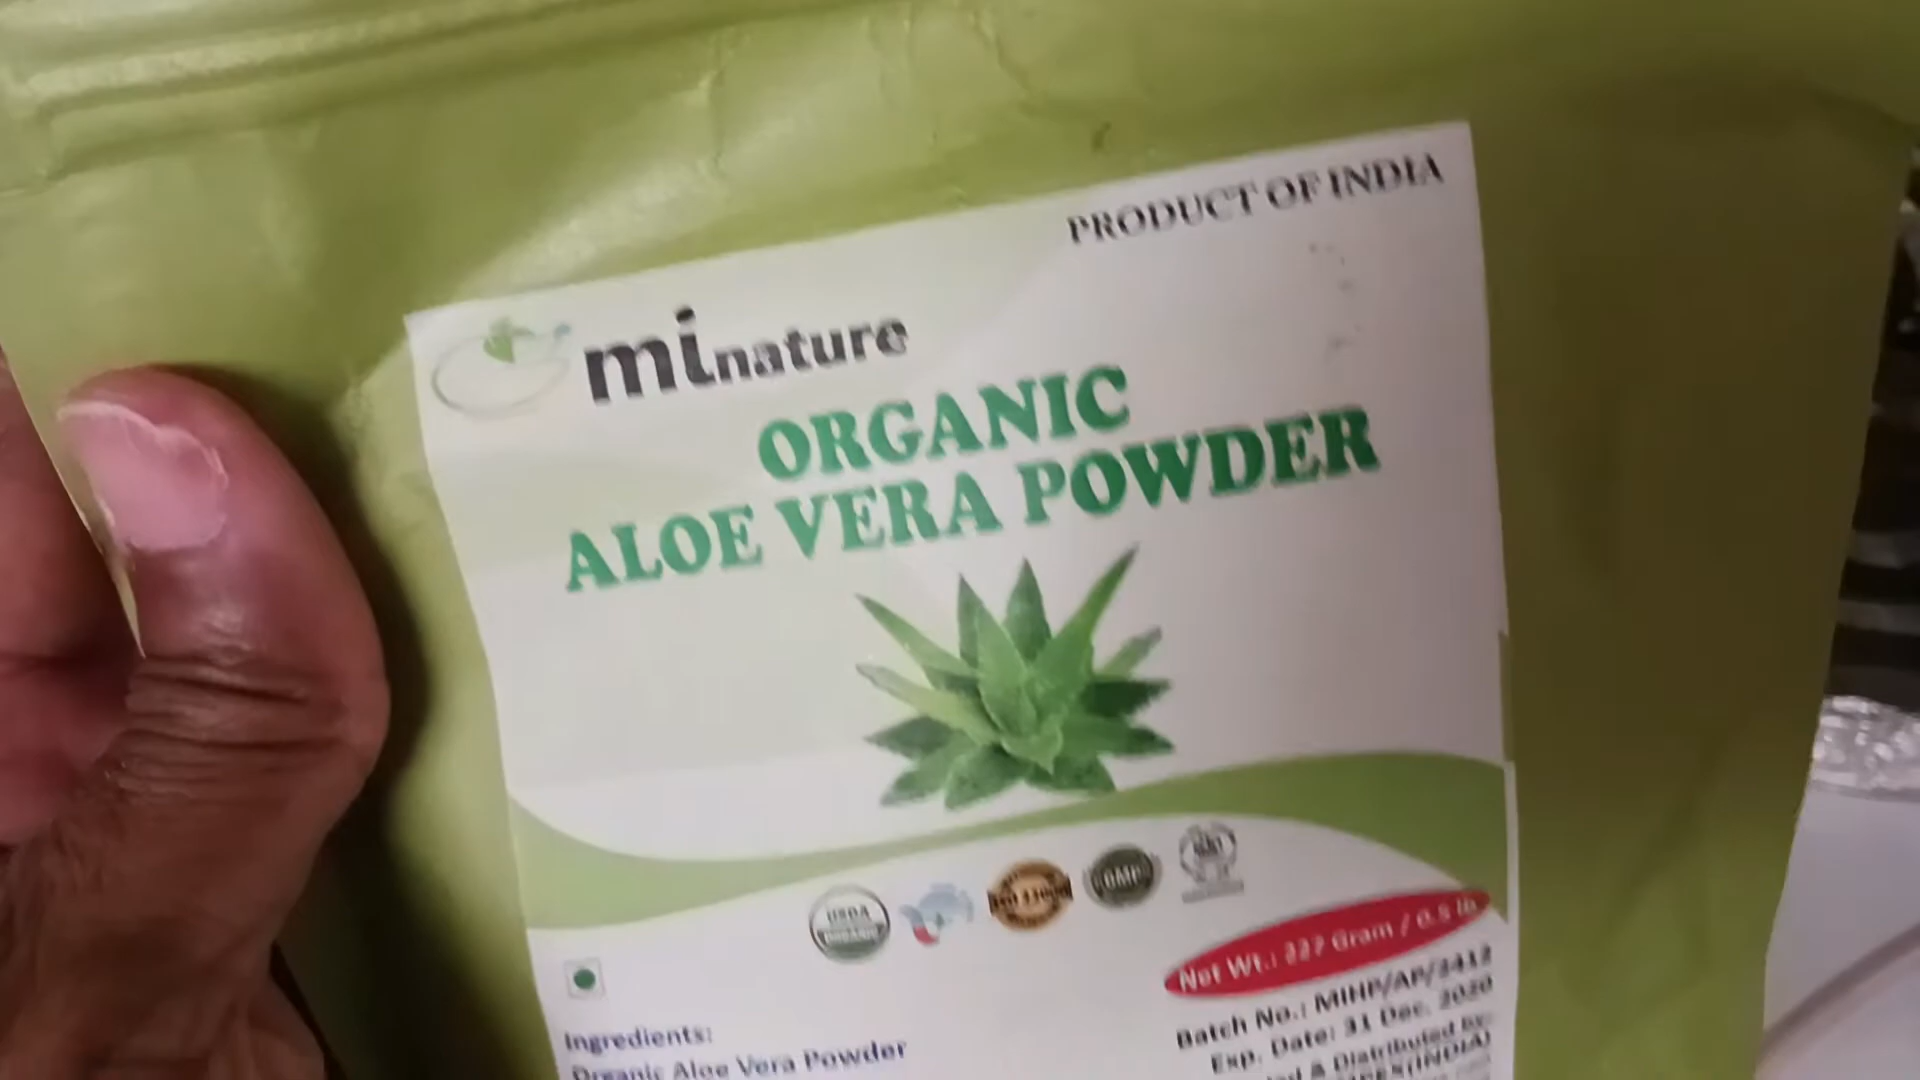 PRODUCT OF INDIA
minature
ORGANIC
ALOE VERA POWDER
USDA
ORGANIC
GMP
Net Wt.: 227 Gram / 0.5 lb
Batch No.: MIHP/AP/2412
Exp. Date: 31 Dec. 2020
& Distributed By:
(INDIA)
Ingredients:
Organic Aloe Vera Powder